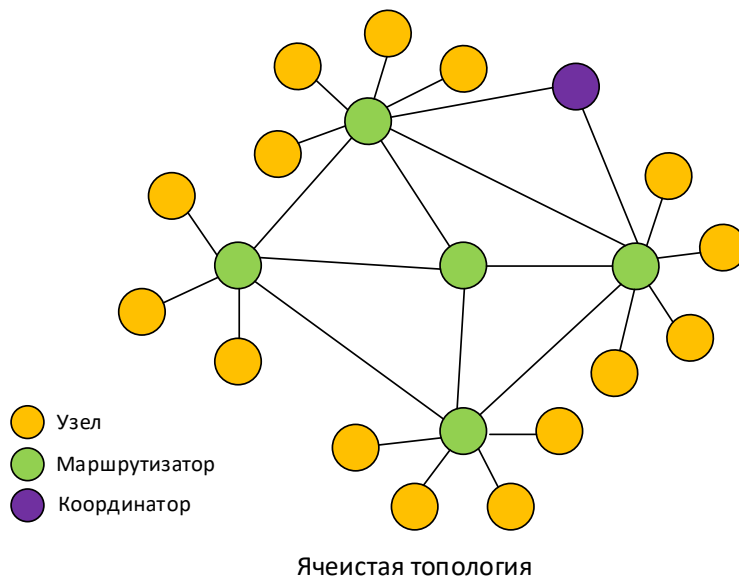 Узел
Маршрутизатор
Координатор
Ячеистая топология